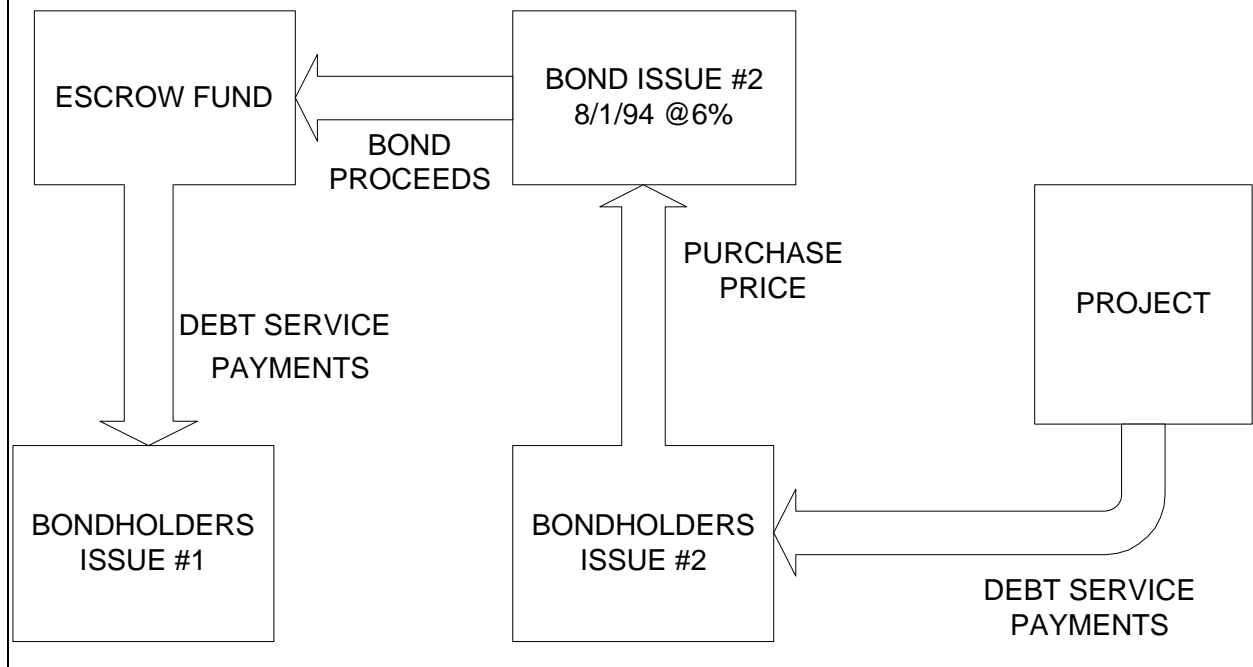 ESCROW FUND
BOND ISSUE #2
8/1/94 @6%
BOND
PROCEEDS
PURCHASE
PRICE
PROJECT
DEBT SERVICE
PAYMENTS
BONDHOLDERS
ISSUE #1
BONDHOLDERS
ISSUE #2
DEBT SERVICE
PAYMENTS